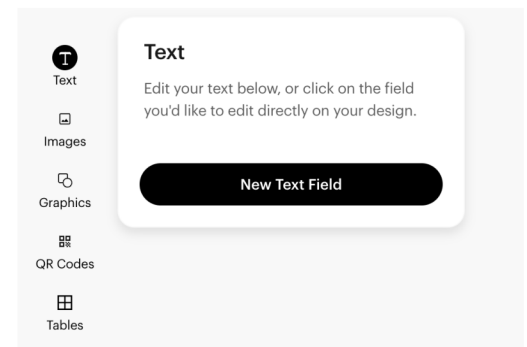 Text
Images
Graphics
QR Codes
Tables
Text
Edit your text below, or click on the field
you'd like to edit directly on your design.
New Text Field